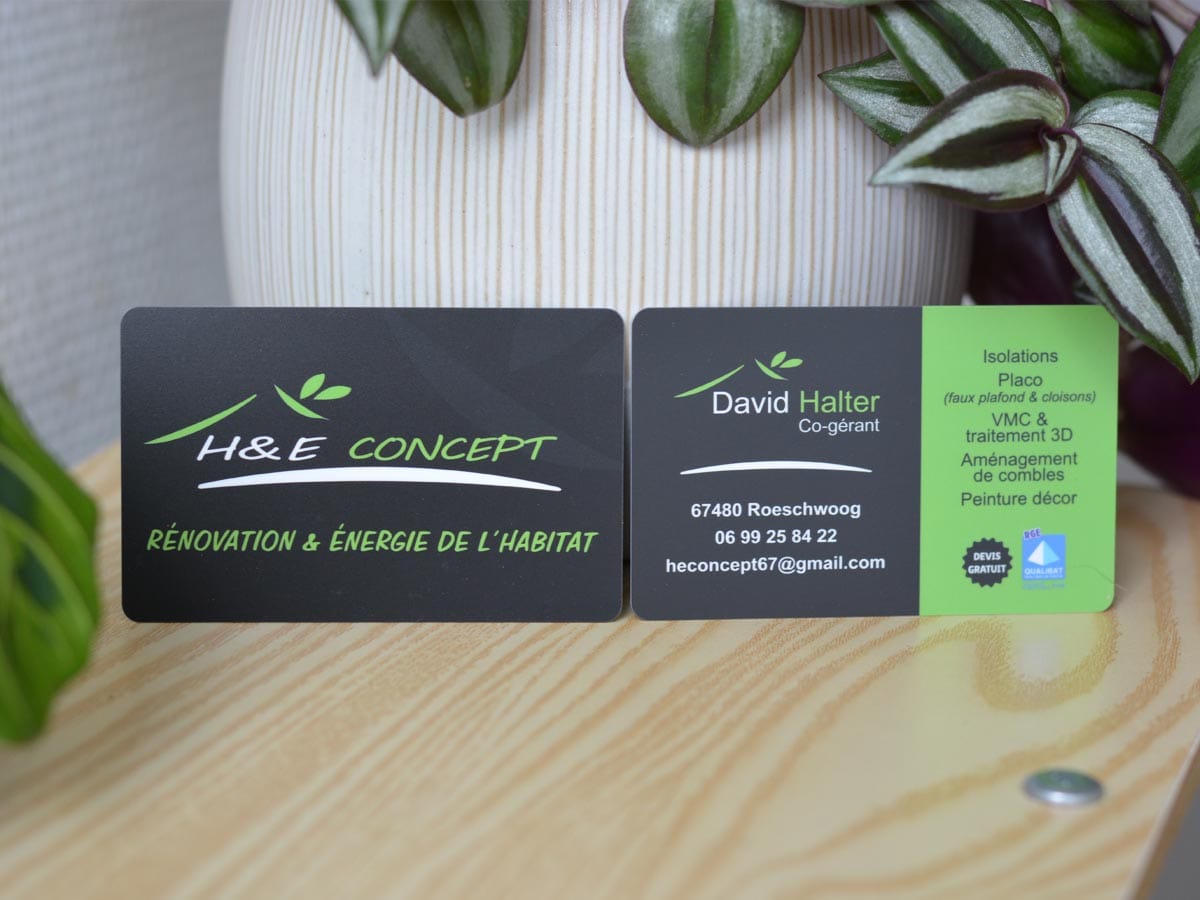 H&E CONCEPT
RÉNOVATION & ÉNERGIE DE L'HABITAT
David Halter
Co-gérant
67480 Roeschwoog
06 99 25 84 22
heconcept67@gmail.com
Isolations
Placo
(faux plafond & cloisons)
VMC &
traitement 3D
Aménagement
de combles
Peinture décor
DEVIS
GRATUIT
RGE
QUALIBAT